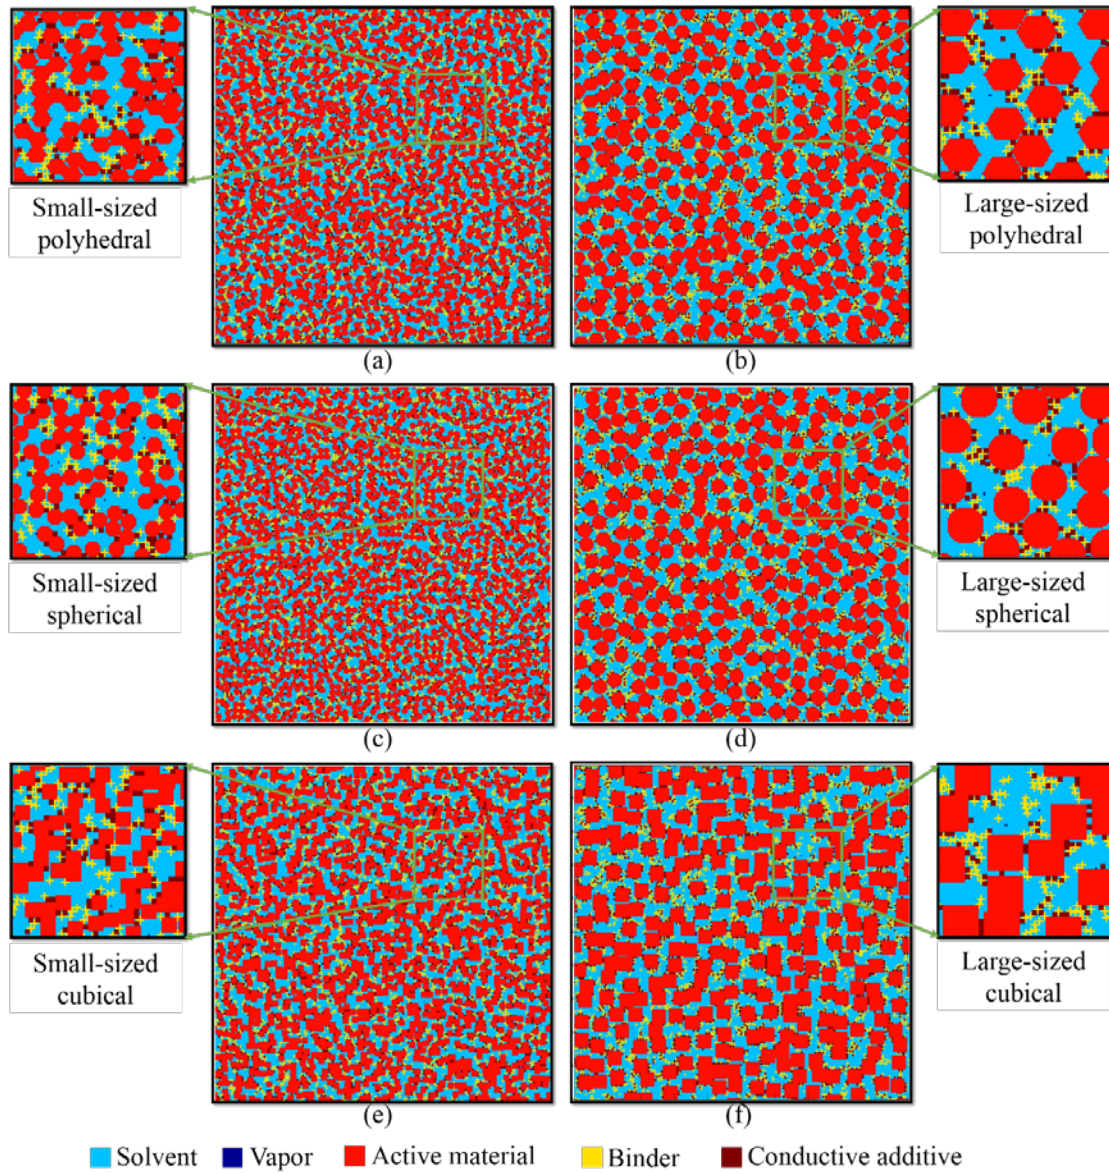 Small-sized
polyhedral
Large-sized
polyhedral
(a)
(b)
Small-sized
spherical
Large-sized
spherical
(c)
(d)
Small-sized
cubical
Large-sized
cubical
(e)
(f)
Solvent Vapor Active material Binder Conductive additive